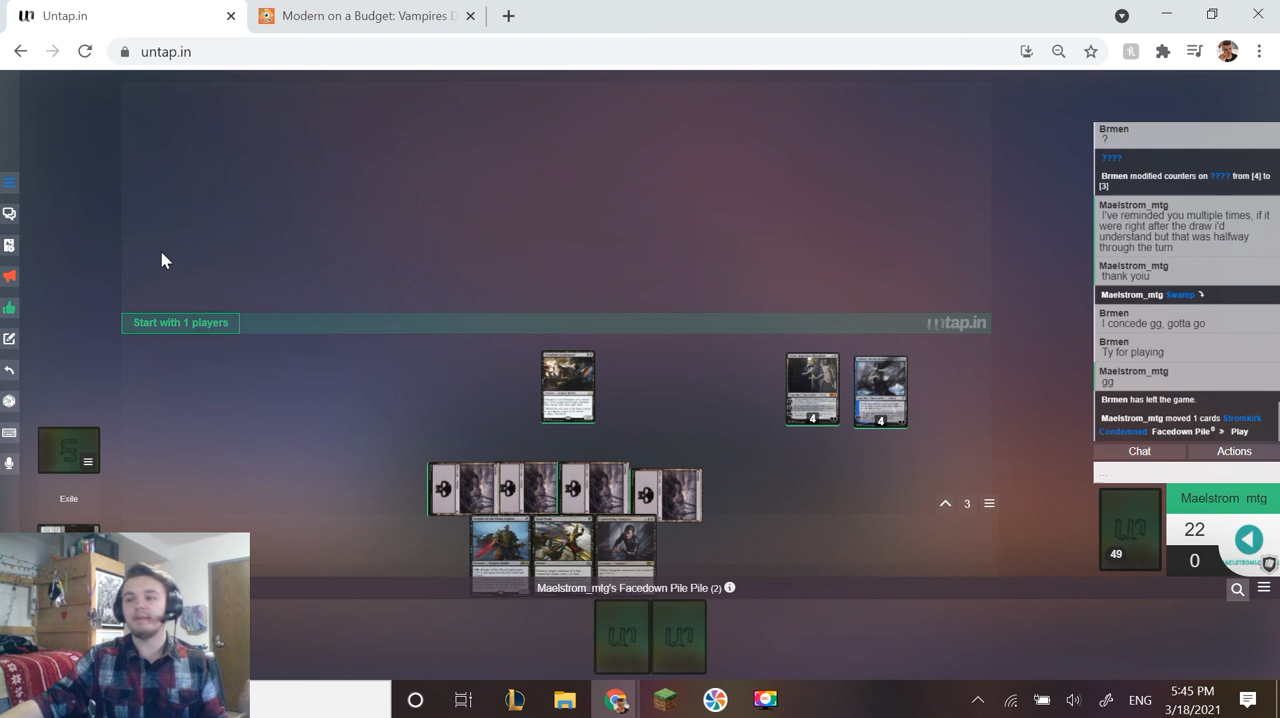 Untap.in
Modern on a Budget: Vampires D
untap.in
Brmen
?
????
Brmen modified counters on ???? from [4] to
[3]
Maelstrom_mtg
I've reminded you multiple times, if it
were right after the draw i'd
understand but that was halfway
through the turn
Maelstrom_mtg
thank yoiu
Maelstrom_mtg Swamp
Brmen
I concede gg, gotta go
Brmen
Ty for playing
Maelstrom_mtg
gg
Brmen has left the game.
Maelstrom_mtg moved 1 cards Stromkirk
Condemned Facedown Pile » Play
Chat Actions
...
Start with 1 players
untap.in
4
4
Exile
3
Maelstrom_mtg's Facedown Pile Pile (2)
Maelstrom mtg
22
0
49
ENG
5:45 PM
3/18/2021